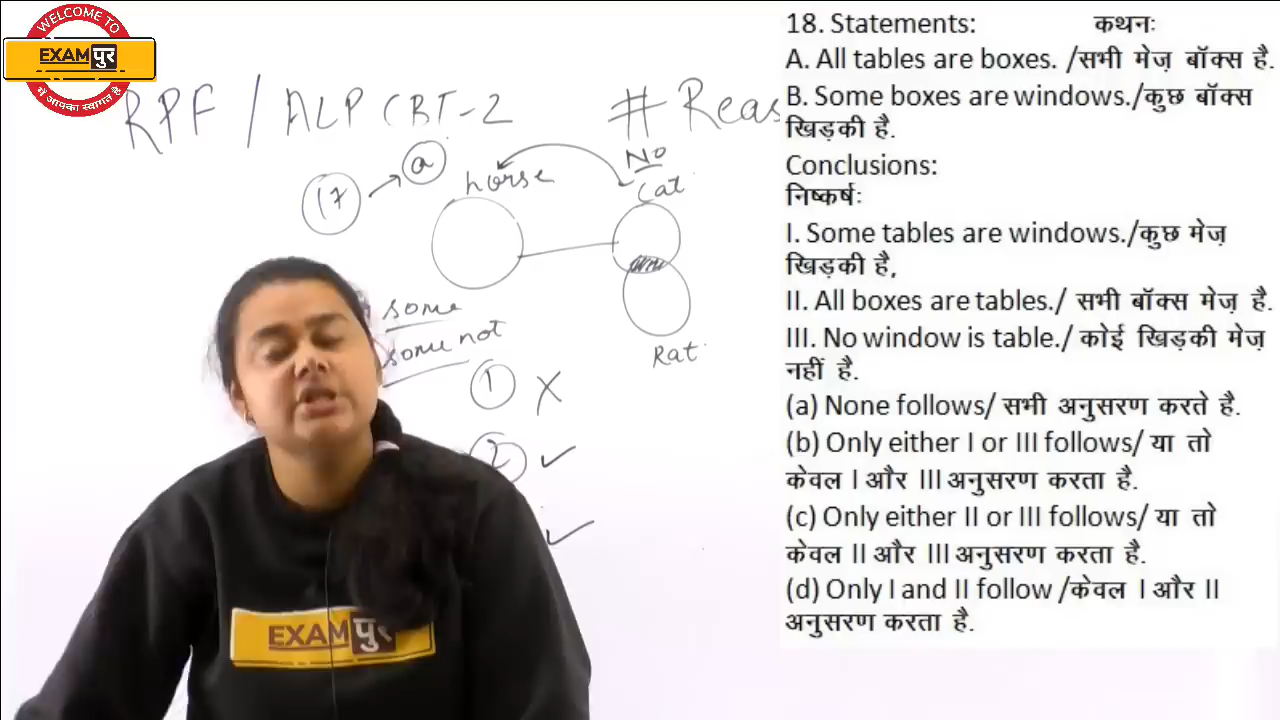 WELCOME TO
EXAMपुर
में आपका स्वागत है
RPF / ALP CBT-2 # Reas
17 → a
horse
No
Cat
some
some not
Rat
1
2
EXAMपुर
18. Statements: कथनः
A. All tables are boxes. /सभी मेज़ बॉक्स है.
B. Some boxes are windows./कुछ बॉक्स
खिड़की है.
Conclusions:
निष्कर्षः
I. Some tables are windows./कुछ मेज़
खिड़की है,
II. All boxes are tables./ सभी बॉक्स मेज़ है.
III. No window is table./ कोई खिड़की मेज़
नहीं है.
(a) None follows/ सभी अनुसरण करते है.
(b) Only either I or III follows/ या तो
केवल I और III अनुसरण करता है.
(c) Only either II or III follows/ या तो
केवल II और III अनुसरण करता है.
(d) Only I and II follow /केवल I और II
अनुसरण करता है.